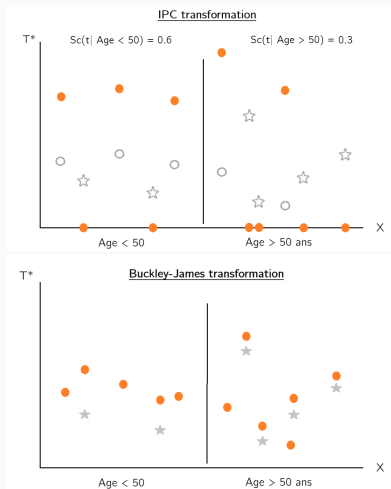 IPC transformation
T* Sc(t| Age < 50) = 0.6 Sc(t| Age > 50) = 0.3
X
Age < 50 Age > 50 ans
Buckley-James transformation
T*
X
Age < 50 Age > 50 ans